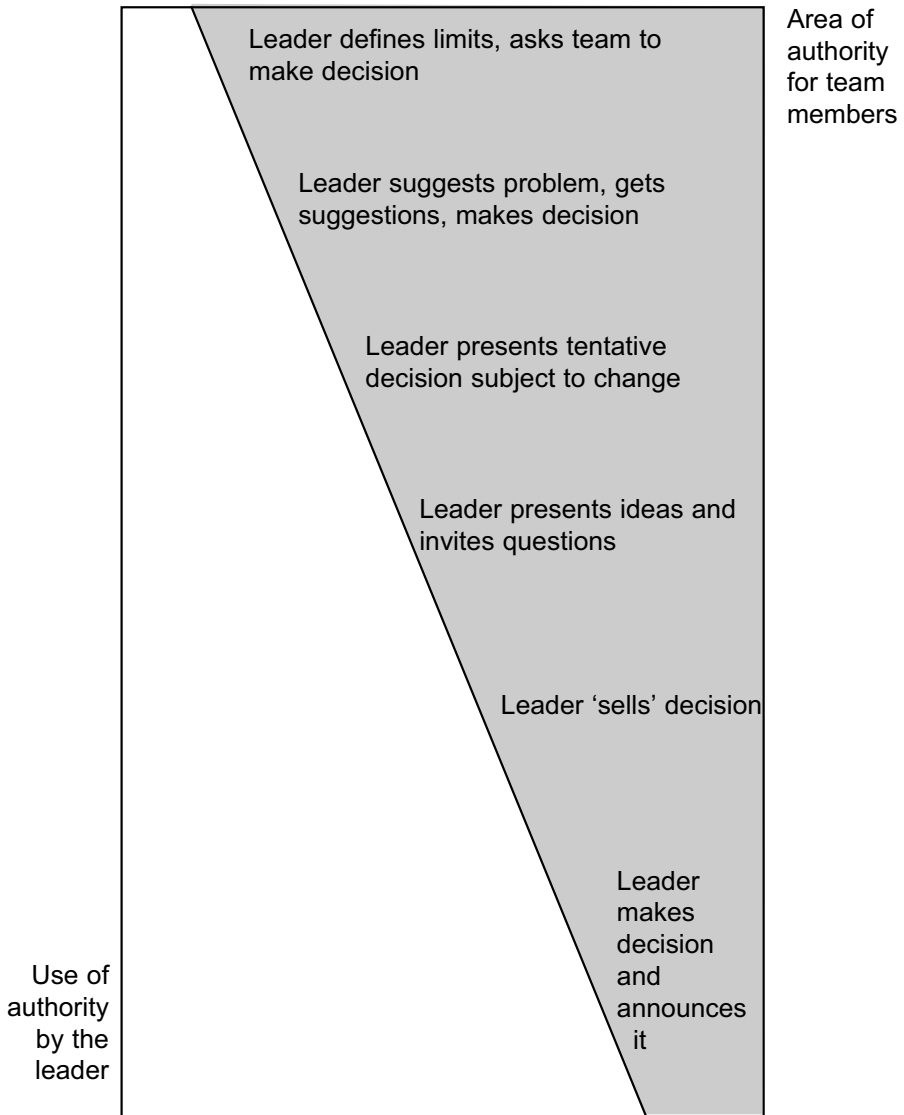 Leader defines limits, asks team to
make decision
Area of
authority
for team
members
Leader suggests problem, gets
suggestions, makes decision
Leader presents tentative
decision subject to change
Leader presents ideas and
invites questions
Leader ‘sells’ decision
Leader
makes
decision
and
announces
it
Use of
authority
by the
leader